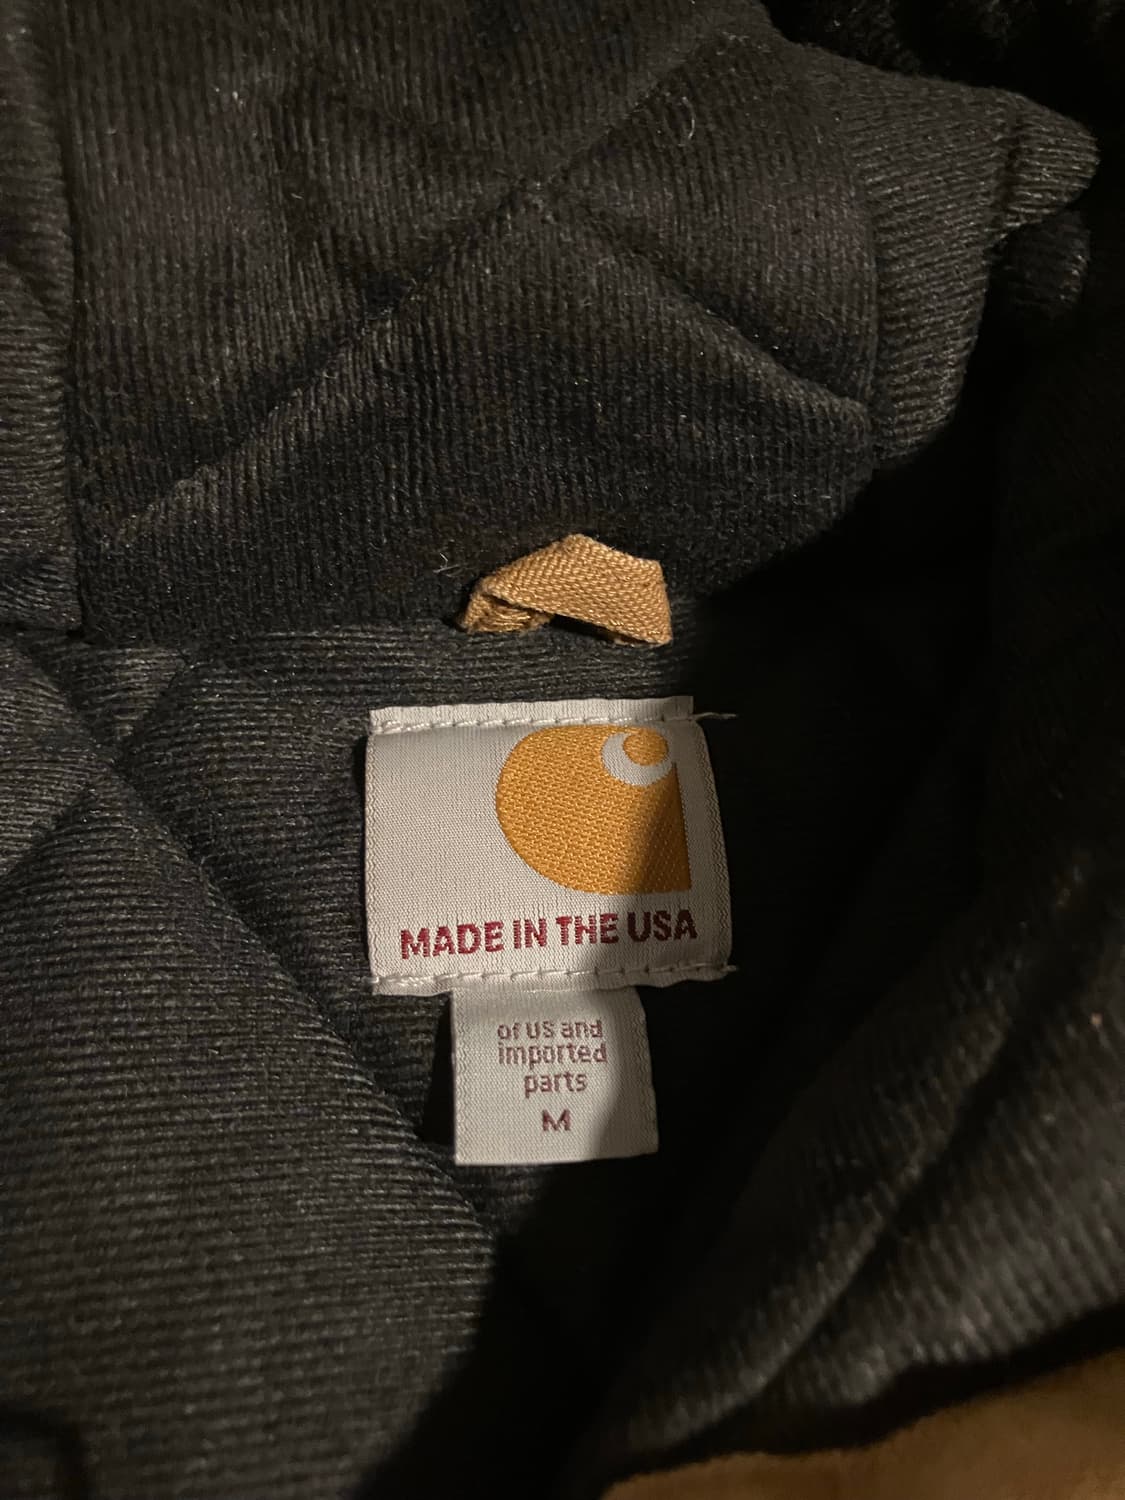 MADE IN THE USA
of US and
imported
parts
M